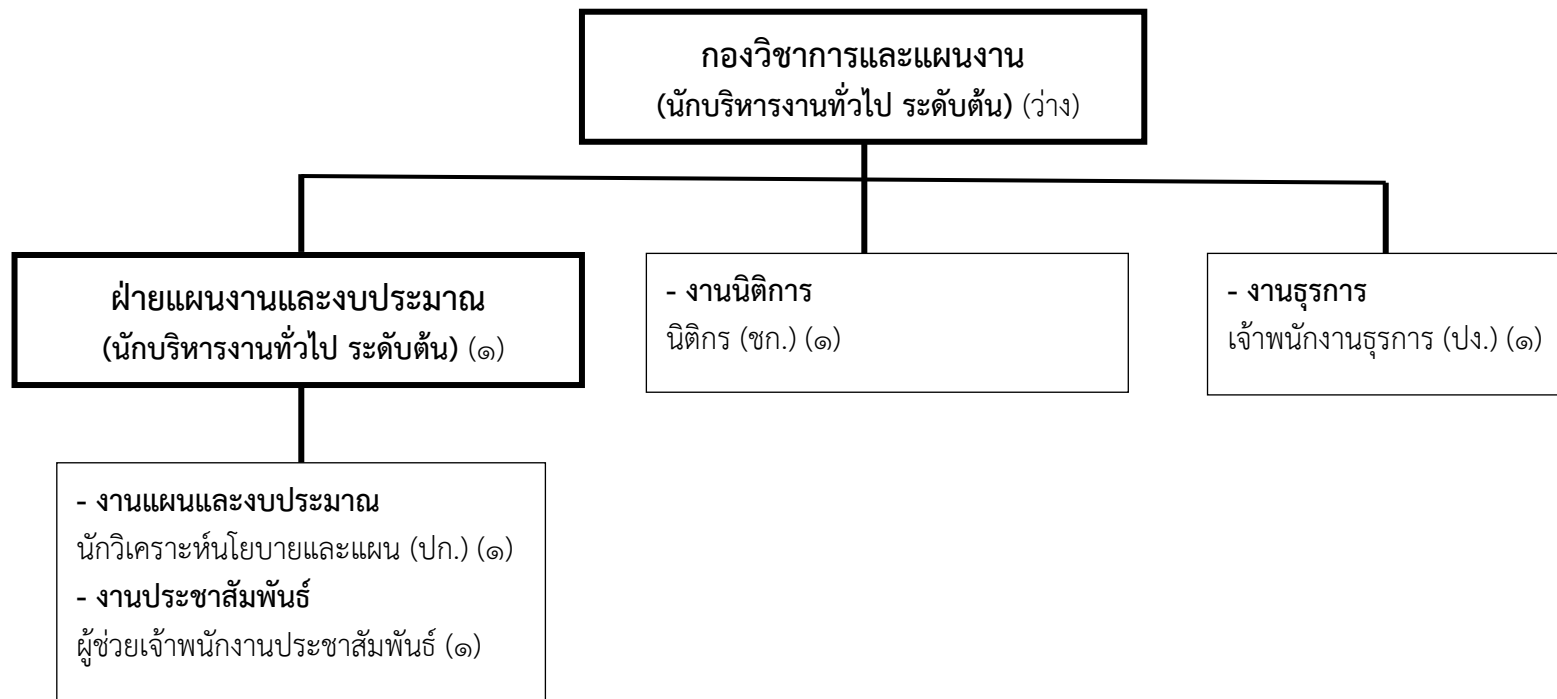 กองวิชาการและแผนงาน
(นักบริหารงานทั่วไป ระดับต้น) (ว่าง)
ฝ่ายแผนงานและงบประมาณ
(นักบริหารงานทั่วไป ระดับต้น) (๑)
- งานนิติการ
นิติกร (ชก.) (๑)
- งานธุรการ
เจ้าพนักงานธุรการ (ปง.) (๑)
- งานแผนและงบประมาณ
นักวิเคราะห์นโยบายและแผน (ปก.) (๑)
- งานประชาสัมพันธ์
ผู้ช่วยเจ้าพนักงานประชาสัมพันธ์ (๑)